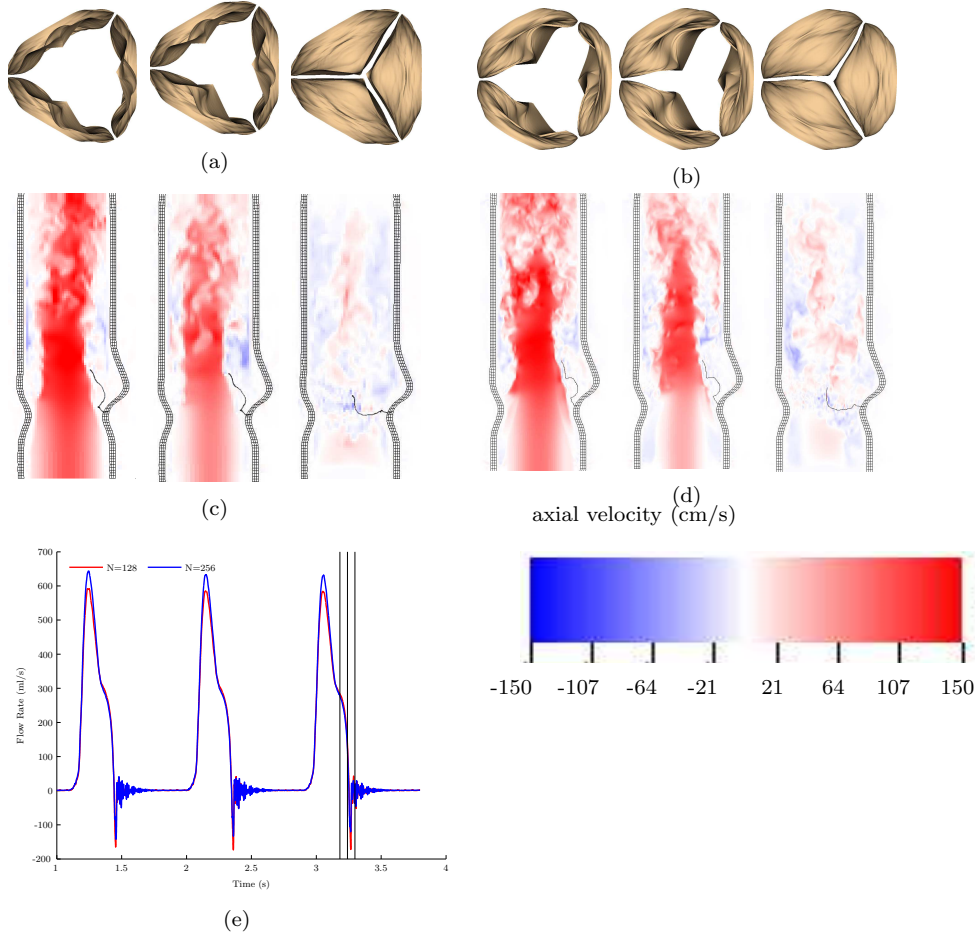 (a)
(b)
(c)
(d)
axial velocity (cm/s)
-150 -107 -64 -21 21 64 107 150
N=128 N=256
Flow Rate (ml/s)
700
600
500
400
300
200
100
0
-100
-200
1 1.5 2 2.5 3 3.5 4
Time (s)
(e)